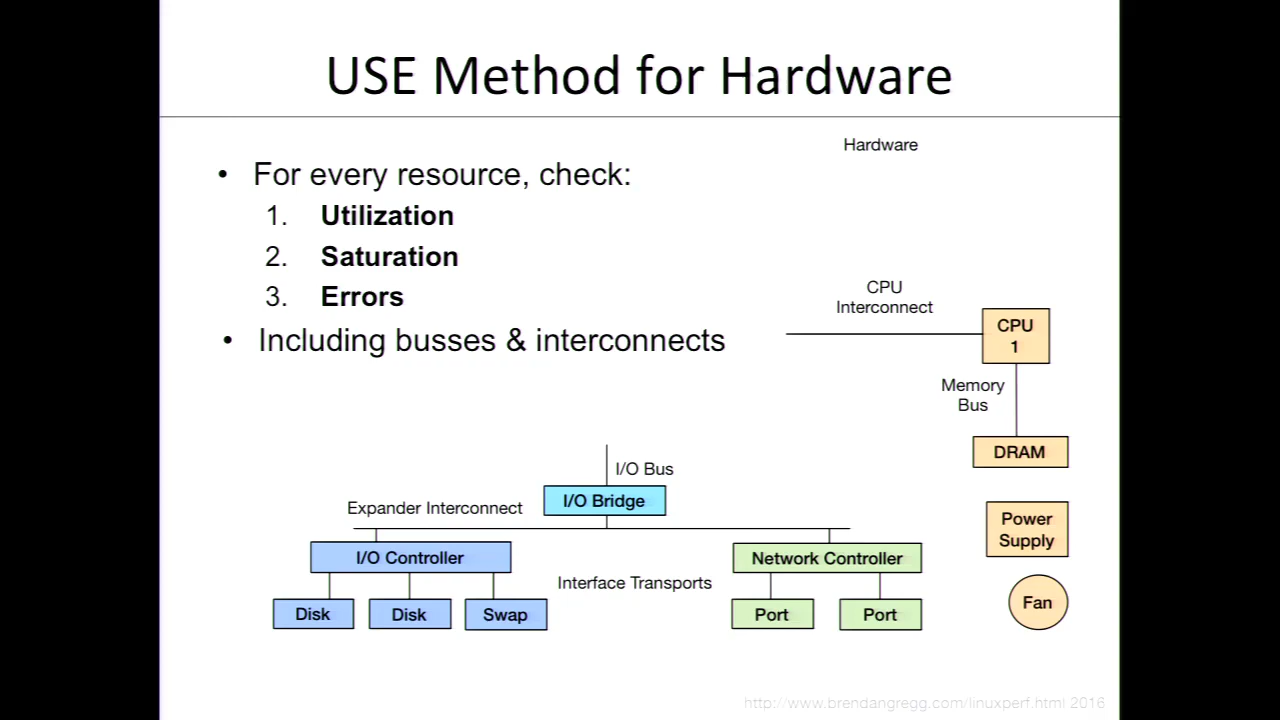 USE Method for Hardware
Hardware
• For every resource, check:
1. Utilization
2. Saturation
3. Errors
• Including busses & interconnects
CPU
Interconnect
CPU
1
Memory
Bus
DRAM
I/O Bus
I/O Bridge
Expander Interconnect
I/O Controller
Network Controller
Interface Transports
Disk
Disk
Swap
Port
Port
Power
Supply
Fan
http://www.brendangregg.com/linuxperf.html 2016